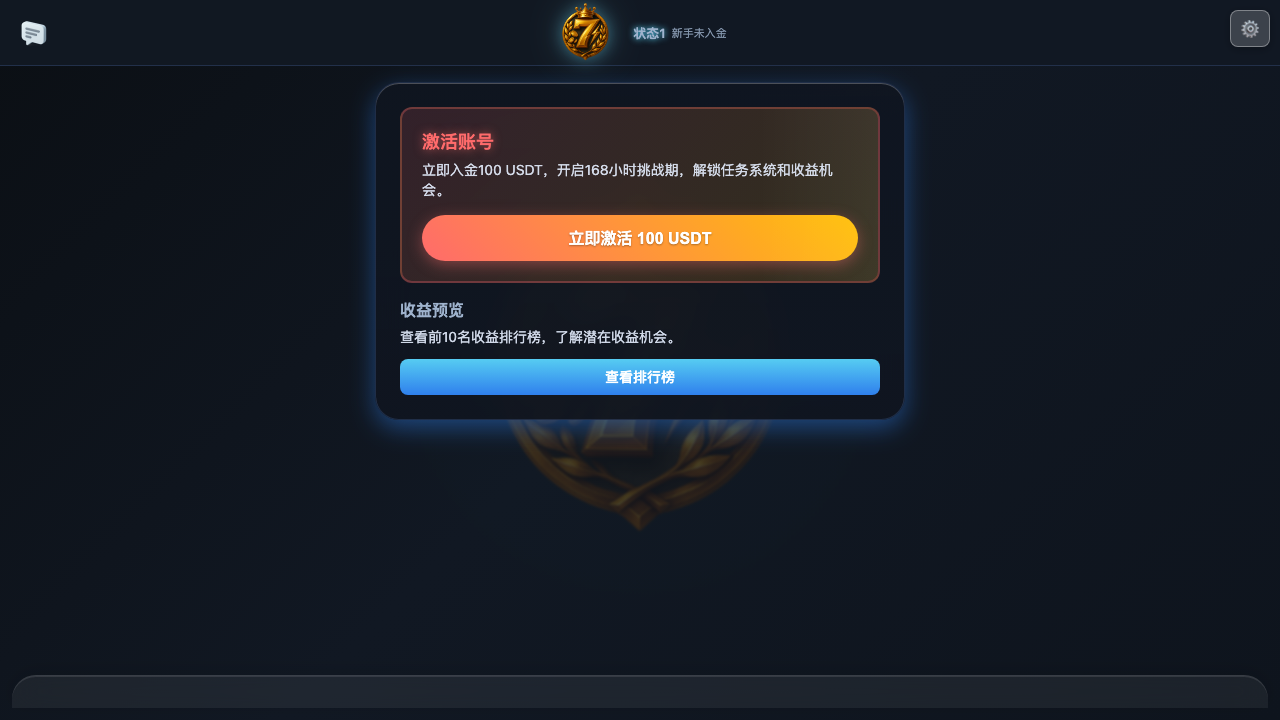 7
状态1 新手未入金
激活账号
立即入金100 USDT，开启168小时挑战期，解锁任务系统和收益机
会。
立即激活 100 USDT
收益预览
查看前10名收益排行榜，了解潜在收益机会。
查看排行榜